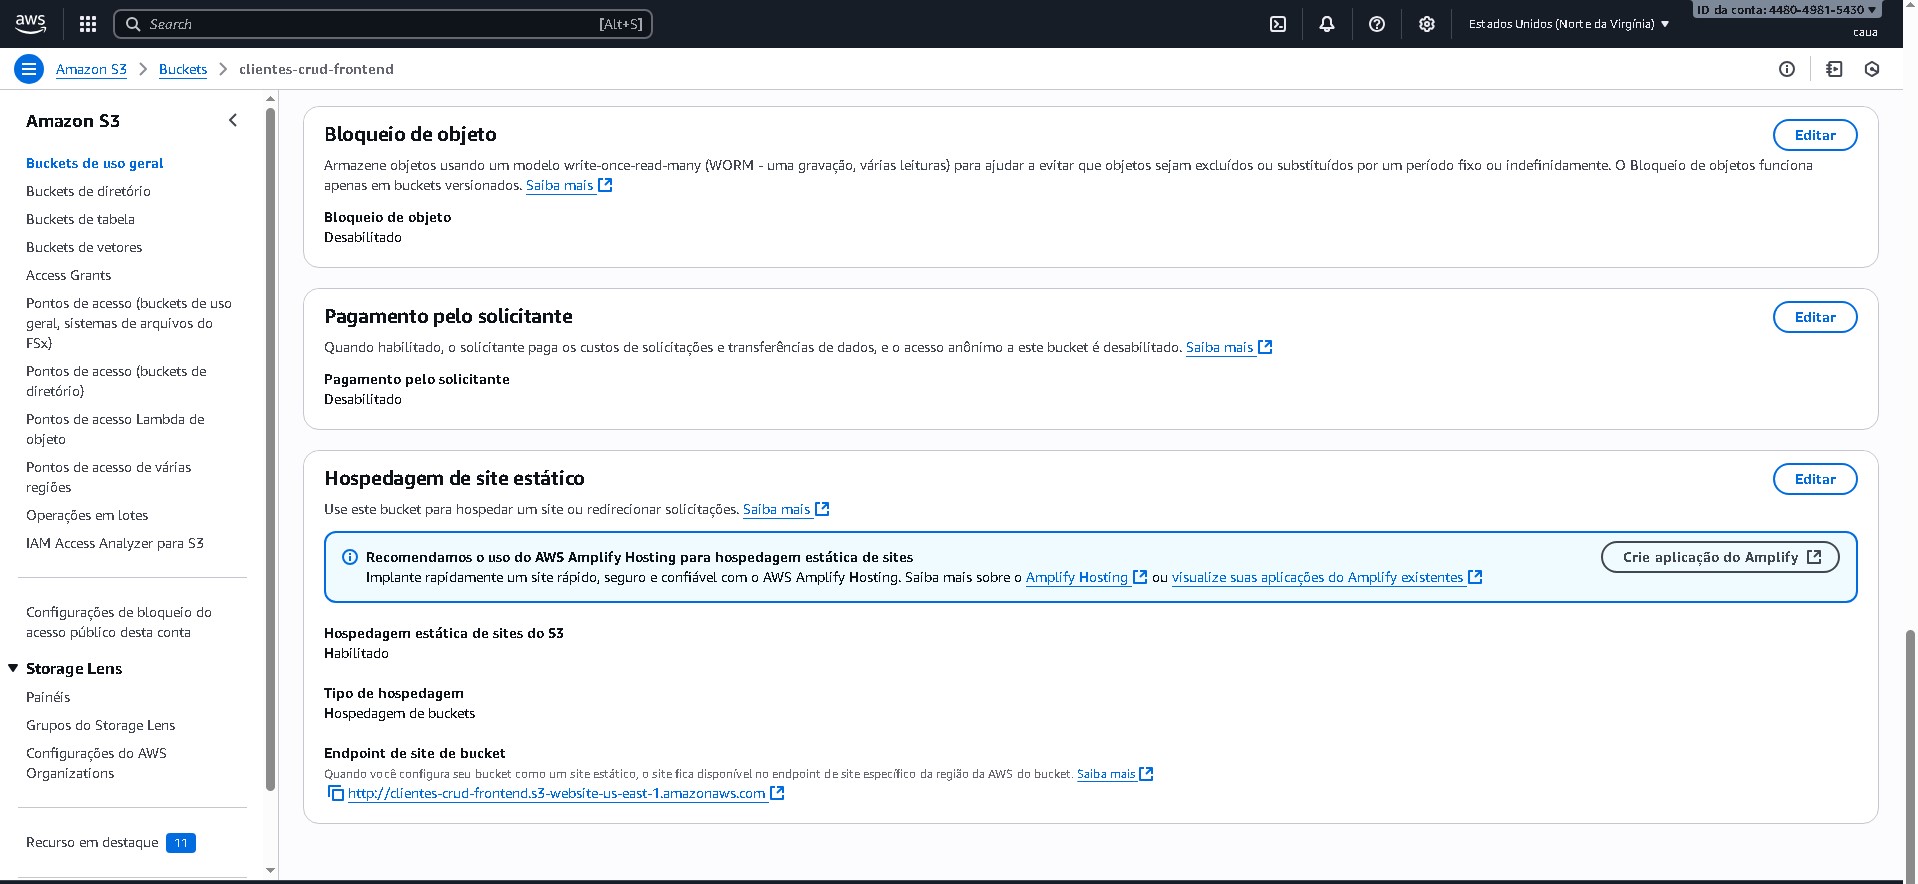 aws
Search
[Alt+S]
Estados Unidos (Norte da Virgínia)
ID da conta: 4480-4981-5430
caua
Amazon S3
Buckets
clientes-crud-frontend
Amazon S3
Buckets de uso geral
Buckets de diretório
Buckets de tabela
Buckets de vetores
Access Grants
Pontos de acesso (buckets de uso
geral, sistemas de arquivos do
FSx)
Pontos de acesso (buckets de
diretório)
Pontos de acesso Lambda de
objeto
Pontos de acesso de várias
regiões
Operações em lotes
IAM Access Analyzer para S3
Configurações de bloqueio do
acesso público desta conta
Storage Lens
Painéis
Grupos do Storage Lens
Configurações do AWS
Organizations
Recurso em destaque 11
Bloqueio de objeto
Editar
Armazene objetos usando um modelo write-once-read-many (WORM - uma gravação, várias leituras) para ajudar a evitar que objetos sejam excluídos ou substituídos por um período fixo ou indefinidamente. O Bloqueio de objetos funciona
apenas em buckets versionados. Saiba mais
Bloqueio de objeto
Desabilitado
Pagamento pelo solicitante
Editar
Quando habilitado, o solicitante paga os custos de solicitações e transferências de dados, e o acesso anônimo a este bucket é desabilitado. Saiba mais
Pagamento pelo solicitante
Desabilitado
Hospedagem de site estático
Editar
Use este bucket para hospedar um site ou redirecionar solicitações. Saiba mais
Recomendamos o uso do AWS Amplify Hosting para hospedagem estática de sites
Implante rapidamente um site rápido, seguro e confiável com o AWS Amplify Hosting. Saiba mais sobre o Amplify Hosting ou visualize suas aplicações do Amplify existentes
Crie aplicação do Amplify
Hospedagem estática de sites do S3
Habilitado
Tipo de hospedagem
Hospedagem de buckets
Endpoint de site de bucket
Quando você configura seu bucket como um site estático, o site fica disponível no endpoint de site específico da região da AWS do bucket. Saiba mais
http://clientes-crud-frontend.s3-website-us-east-1.amazonaws.com